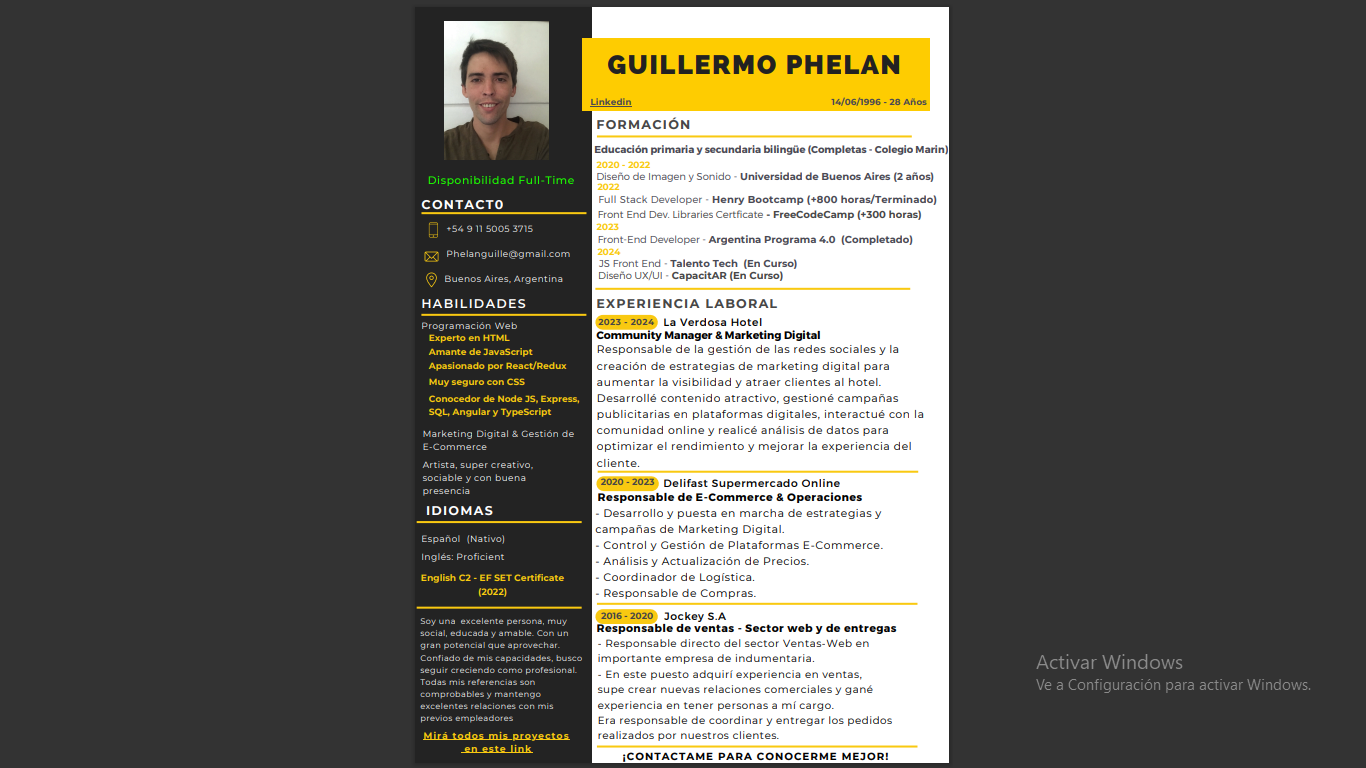 GUILLERMO PHELAN
Linkedin
14/06/1996 - 28 Años
Disponibilidad Full-Time
CONTACT0
+54 9 11 5005 3715
Phelanguille@gmail.com
Buenos Aires, Argentina
HABILIDADES
Programación Web
Experto en HTML
Amante de JavaScript
Apasionado por React/Redux
Muy seguro con CSS
Conocedor de Node JS, Express,
SQL, Angular y TypeScript
Marketing Digital & Gestión de
E-Commerce
Artista, super creativo,
sociable y con buena
presencia
IDIOMAS
Español (Nativo)
Inglés: Proficient
English C2 - EF SET Certificate
(2022)
Soy una excelente persona, muy
social, educada y amable. Con un
gran potencial que aprovechar.
Confiado de mis capacidades, busco
seguir creciendo como profesional.
Todas mis referencias son
comprobables y mantengo
excelentes relaciones con mis
previos empleadores
Mirá todos mis proyectos
en este link
FORMACIÓN
Educación primaria y secundaria bilingüe (Completas - Colegio Marin)
2020 - 2022
Diseño de Imagen y Sonido - Universidad de Buenos Aires (2 años)
2022
Full Stack Developer - Henry Bootcamp (+800 horas/Terminado)
Front End Dev. Libraries Certficate - FreeCodeCamp (+300 horas)
2023
Front-End Developer - Argentina Programa 4.0 (Completado)
2024
JS Front End - Talento Tech (En Curso)
Diseño UX/UI - CapacitAR (En Curso)
EXPERIENCIA LABORAL
2023 - 2024 La Verdosa Hotel
Community Manager & Marketing Digital
Responsable de la gestión de las redes sociales y la
creación de estrategias de marketing digital para
aumentar la visibilidad y atraer clientes al hotel.
Desarrollé contenido atractivo, gestioné campañas
publicitarias en plataformas digitales, interactué con la
comunidad online y realicé análisis de datos para
optimizar el rendimiento y mejorar la experiencia del
cliente.
2020 - 2023 Delifast Supermercado Online
Responsable de E-Commerce & Operaciones
- Desarrollo y puesta en marcha de estrategias y
campañas de Marketing Digital.
- Control y Gestión de Plataformas E-Commerce.
- Análisis y Actualización de Precios.
- Coordinador de Logística.
- Responsable de Compras.
2016 - 2020 Jockey S.A
Responsable de ventas - Sector web y de entregas
- Responsable directo del sector Ventas-Web en
importante empresa de indumentaria.
- En este puesto adquirí experiencia en ventas,
supe crear nuevas relaciones comerciales y gané
experiencia en tener personas a mí cargo.
Era responsable de coordinar y entregar los pedidos
realizados por nuestros clientes.
¡CONTACTAME PARA CONOCERME MEJOR!
Activar Windows
Ve a Configuración para activar Windows.